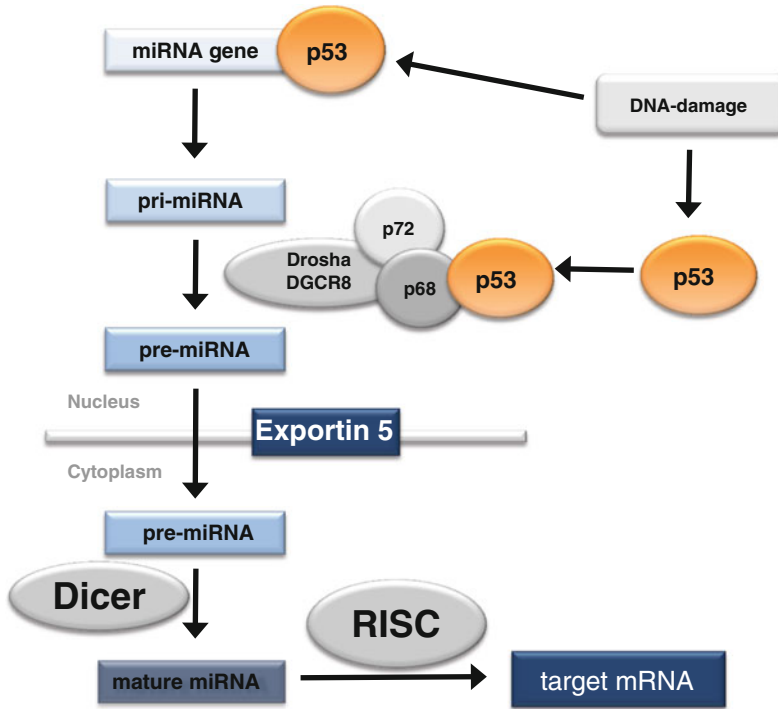 miRNA gene
p53
DNA-damage
pri-miRNA
p72
Drosha
DGCR8
p68
p53
p53
pre-miRNA
Nucleus
Exportin 5
Cytoplasm
pre-miRNA
Dicer
RISC
mature miRNA
target mRNA